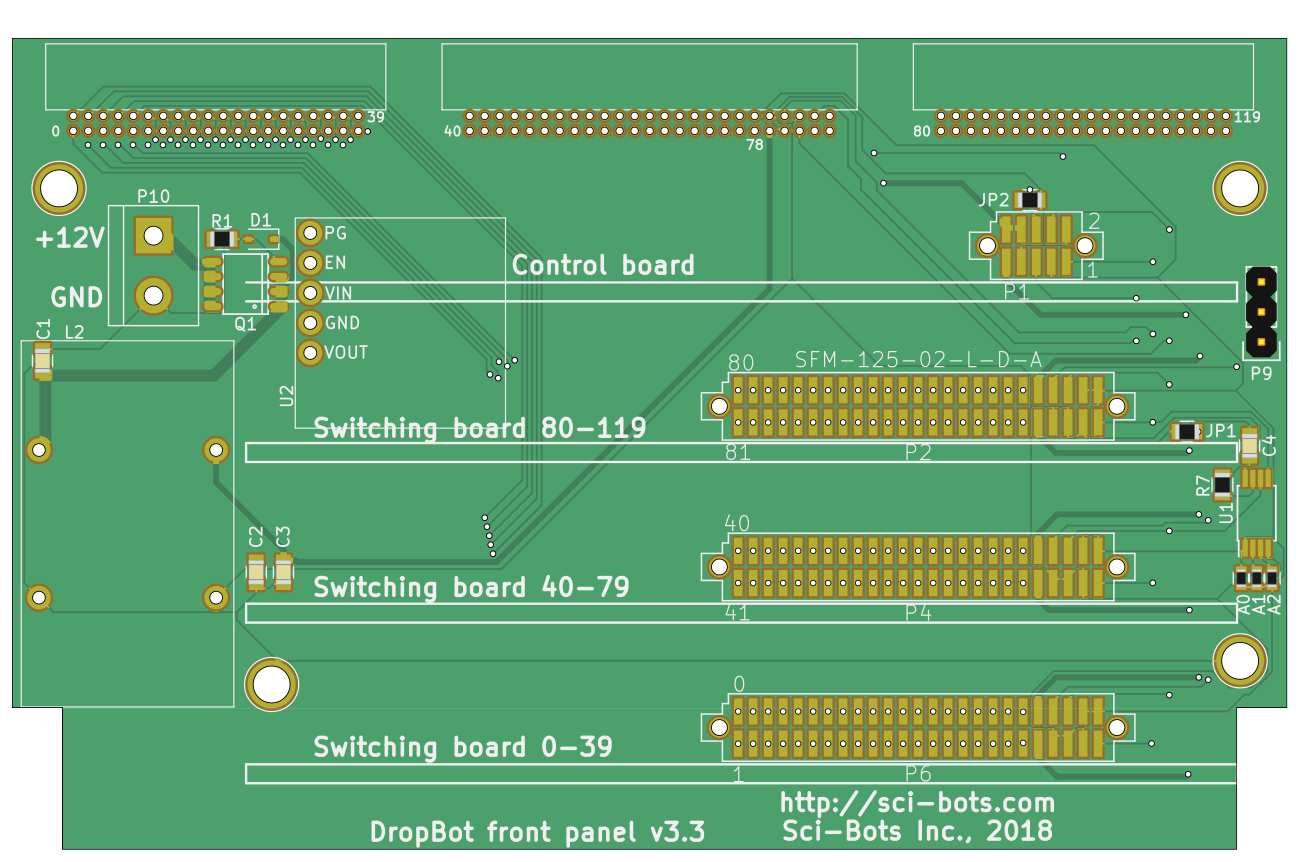 39
0
40
119
80
78
P10
R1
D1
JP2
2
+12V
PG
EN
Control board
1
GND
VIN
P1
C1
L2
Q1
GND
VOUT
80
SFM-125-02-L-D-A
P9
U2
Switching board 80-119
JP1
C4
81
P2
R7
U1
40
C2
C3
Switching board 40-79
41
P4
A0
A1
A2
0
Switching board 0-39
1
P6
http://sci-bots.com
DropBot front panel v3.3
Sci-Bots Inc., 2018